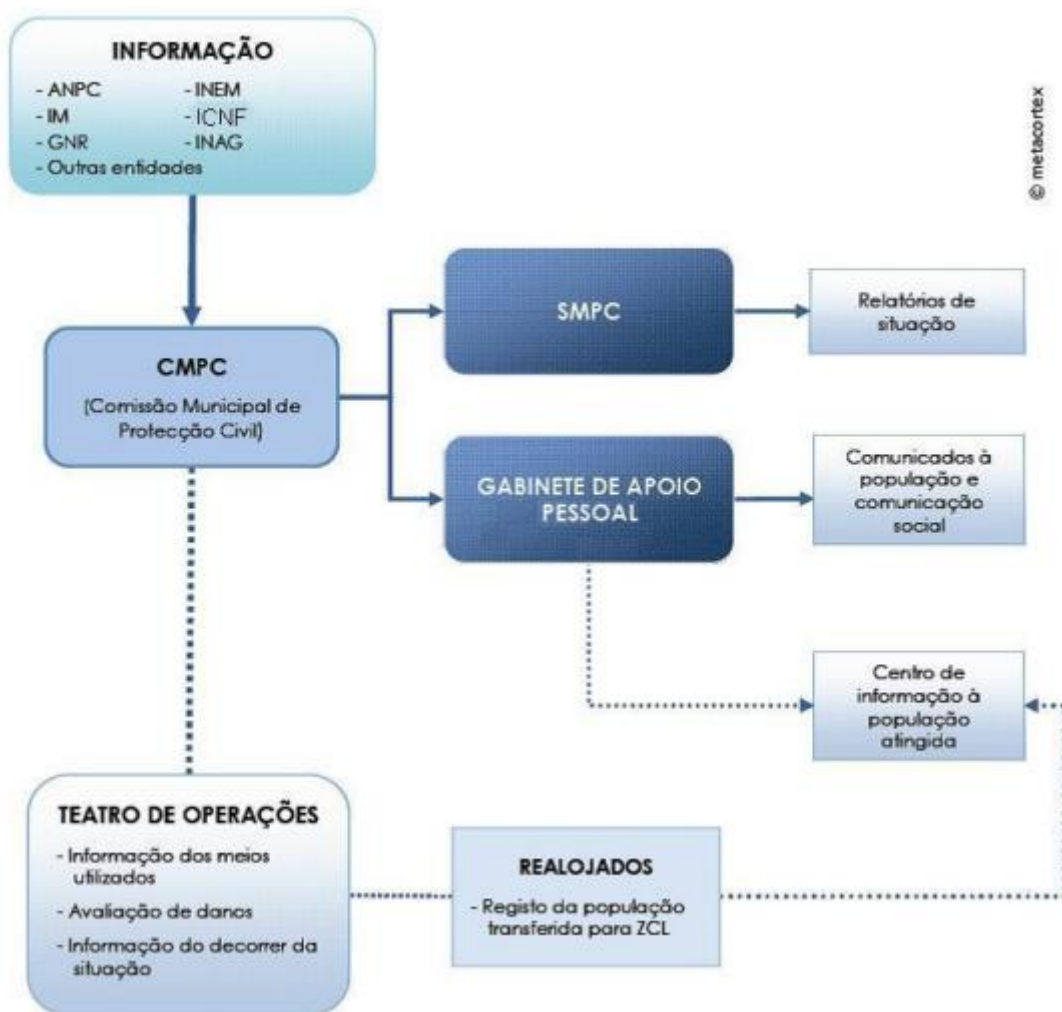 INFORMAÇÃO
- ANPC
- INEM
- IM
- ICNF
- GNR
- INAG
- Outras entidades
© metacortex
SMPC
Relatórios de
situação
CMPC
(Comissão Municipal de
Protecção Civil)
GABINETE DE APOIO
PESSOAL
Comunicados à
população e
comunicação
social
Centro de
informação à
população
atingida
TEATRO DE OPERAÇÕES
- Informação dos meios
utilizados
- Avaliação de danos
- Informação do decorrer da
situação
REALOJADOS
- Registo da população
transferida para ZCL